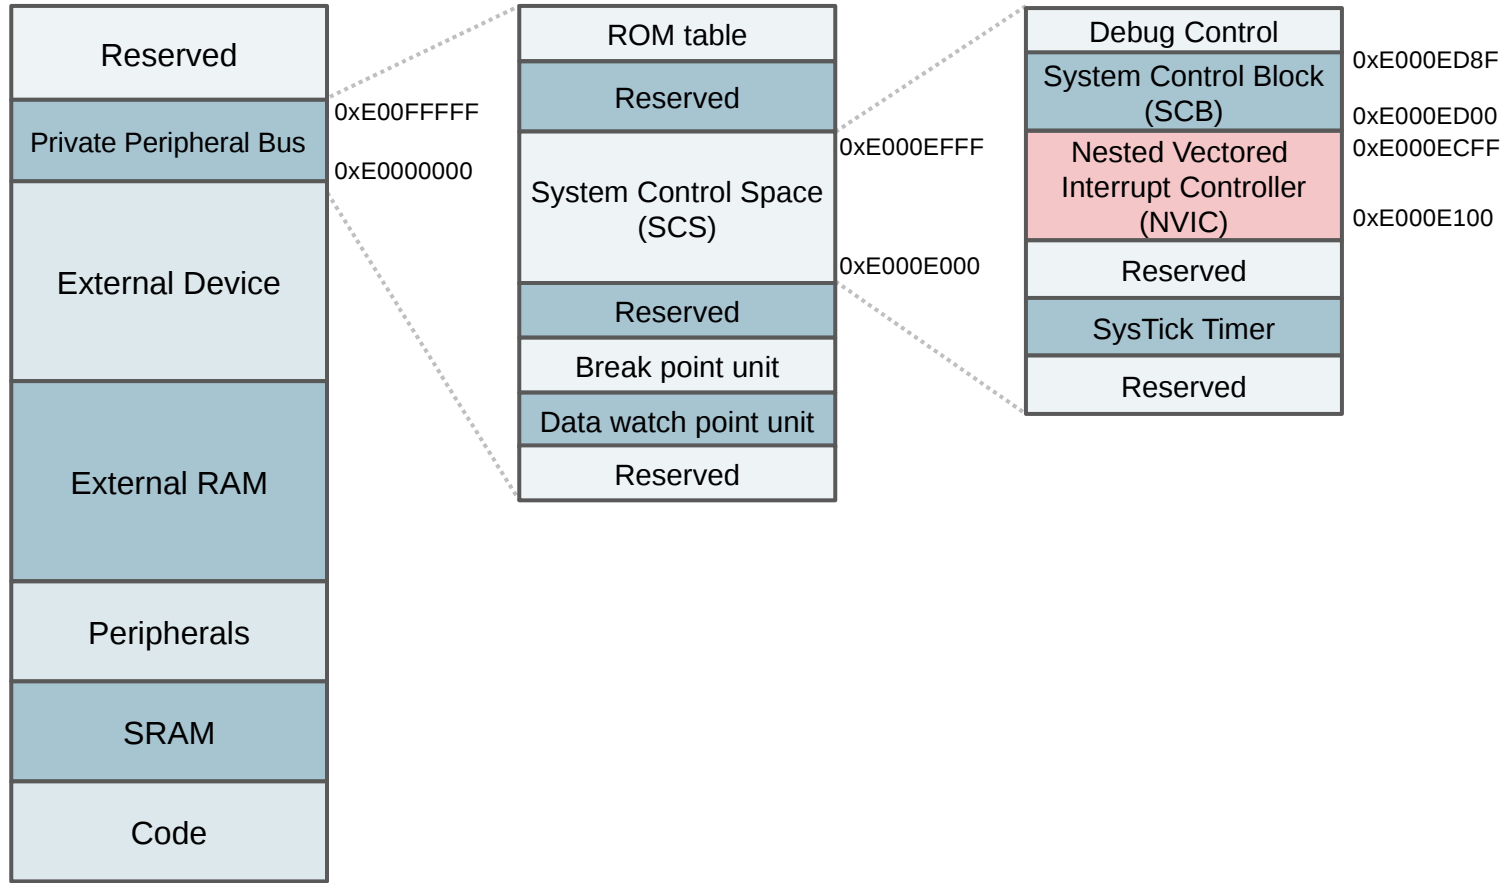 Reserved
0xE00FFFFF
Private Peripheral Bus
0xE0000000
External Device
External RAM
Peripherals
SRAM
Code
ROM table
Reserved
0xE000EFFF
System Control Space
(SCS)
0xE000E000
Reserved
Break point unit
Data watch point unit
Reserved
Debug Control
0xE000ED8F
System Control Block
(SCB)
0xE000ED00
0xE000ECFF
Nested Vectored
Interrupt Controller
(NVIC)
0xE000E100
Reserved
SysTick Timer
Reserved